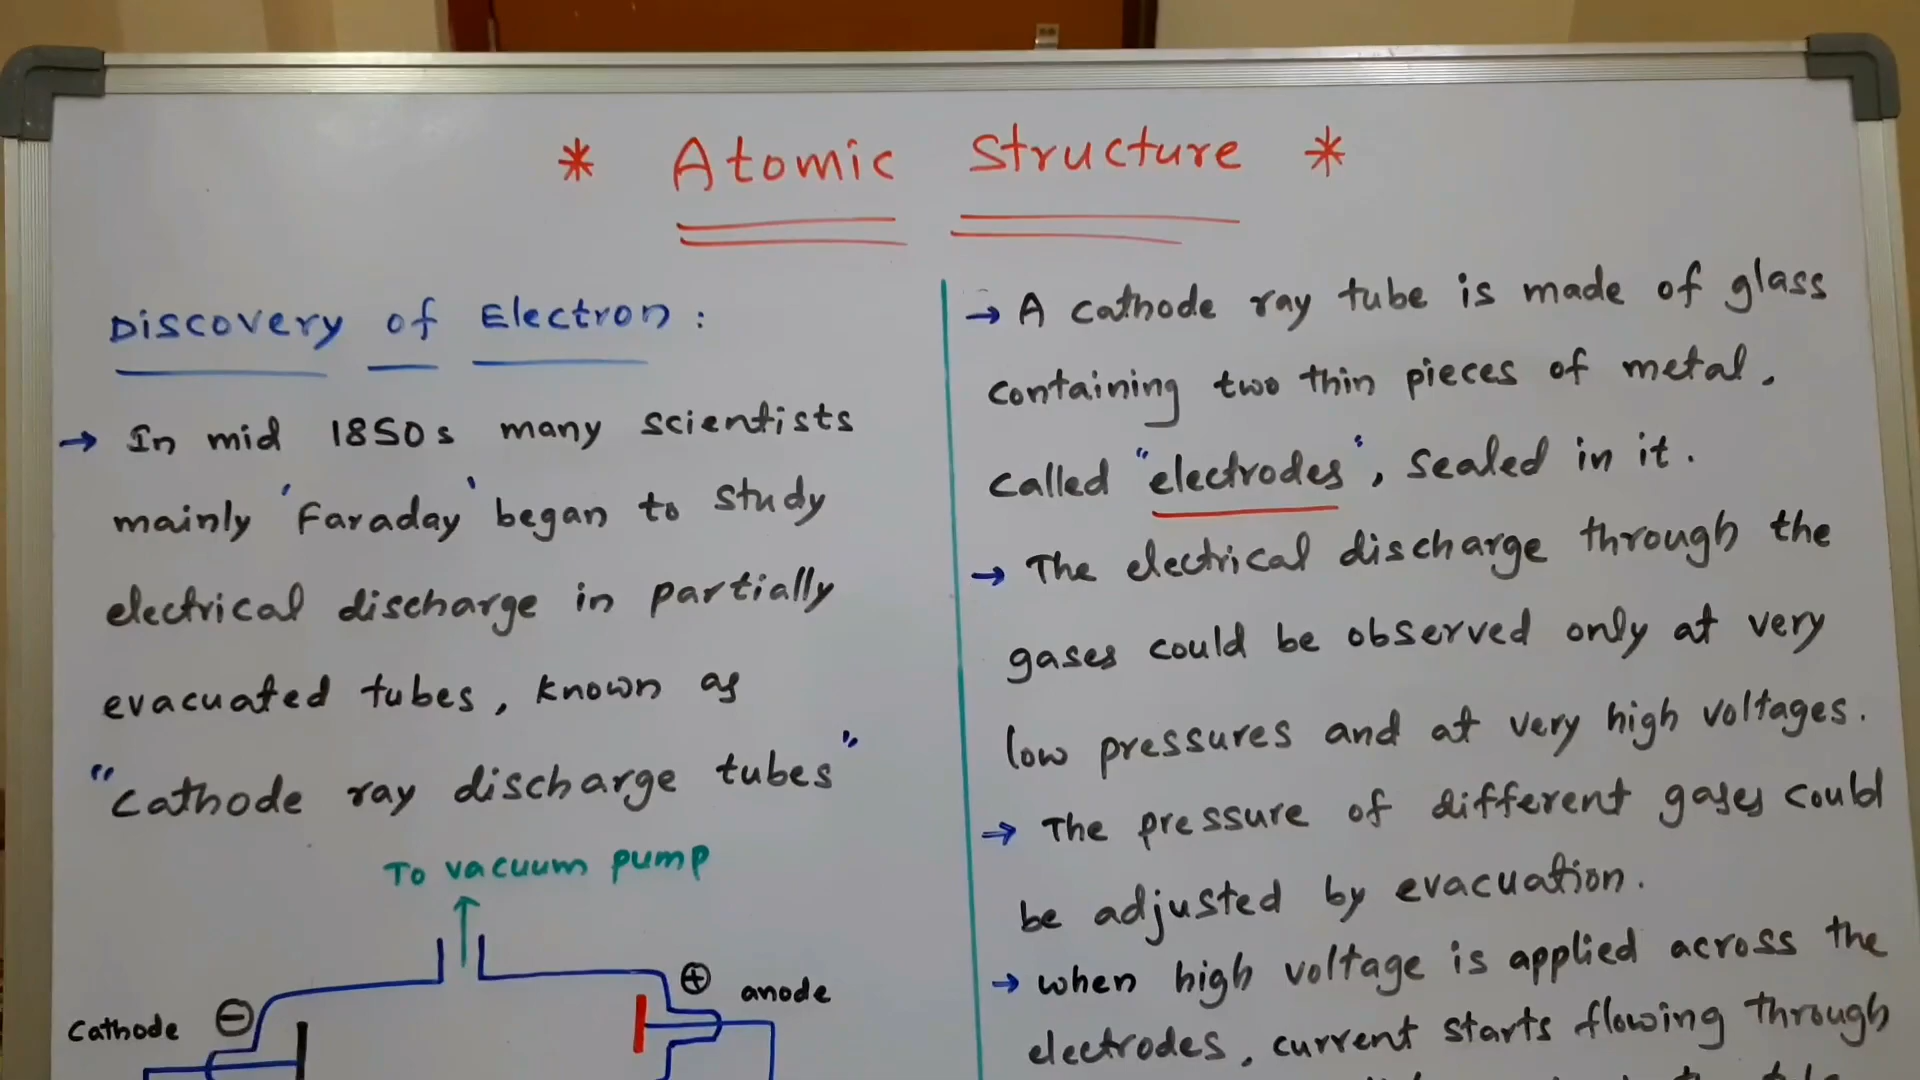 * Atomic Structure *
Discovery of Electron :
→ In mid 1850s many scientists
mainly 'Faraday' began to study
electrical discharge in partially
evacuated tubes, known as
"Cathode ray discharge tubes"
To vacuum pump
+ anode
Cathode −
→ A cathode ray tube is made of glass
containing two thin pieces of metal,
called "electrodes", sealed in it.
→ The electrical discharge through the
gases could be observed only at very
low pressures and at very high voltages.
→ The pressure of different gases could
be adjusted by evacuation.
→ when high voltage is applied across the
electrodes, current starts flowing through